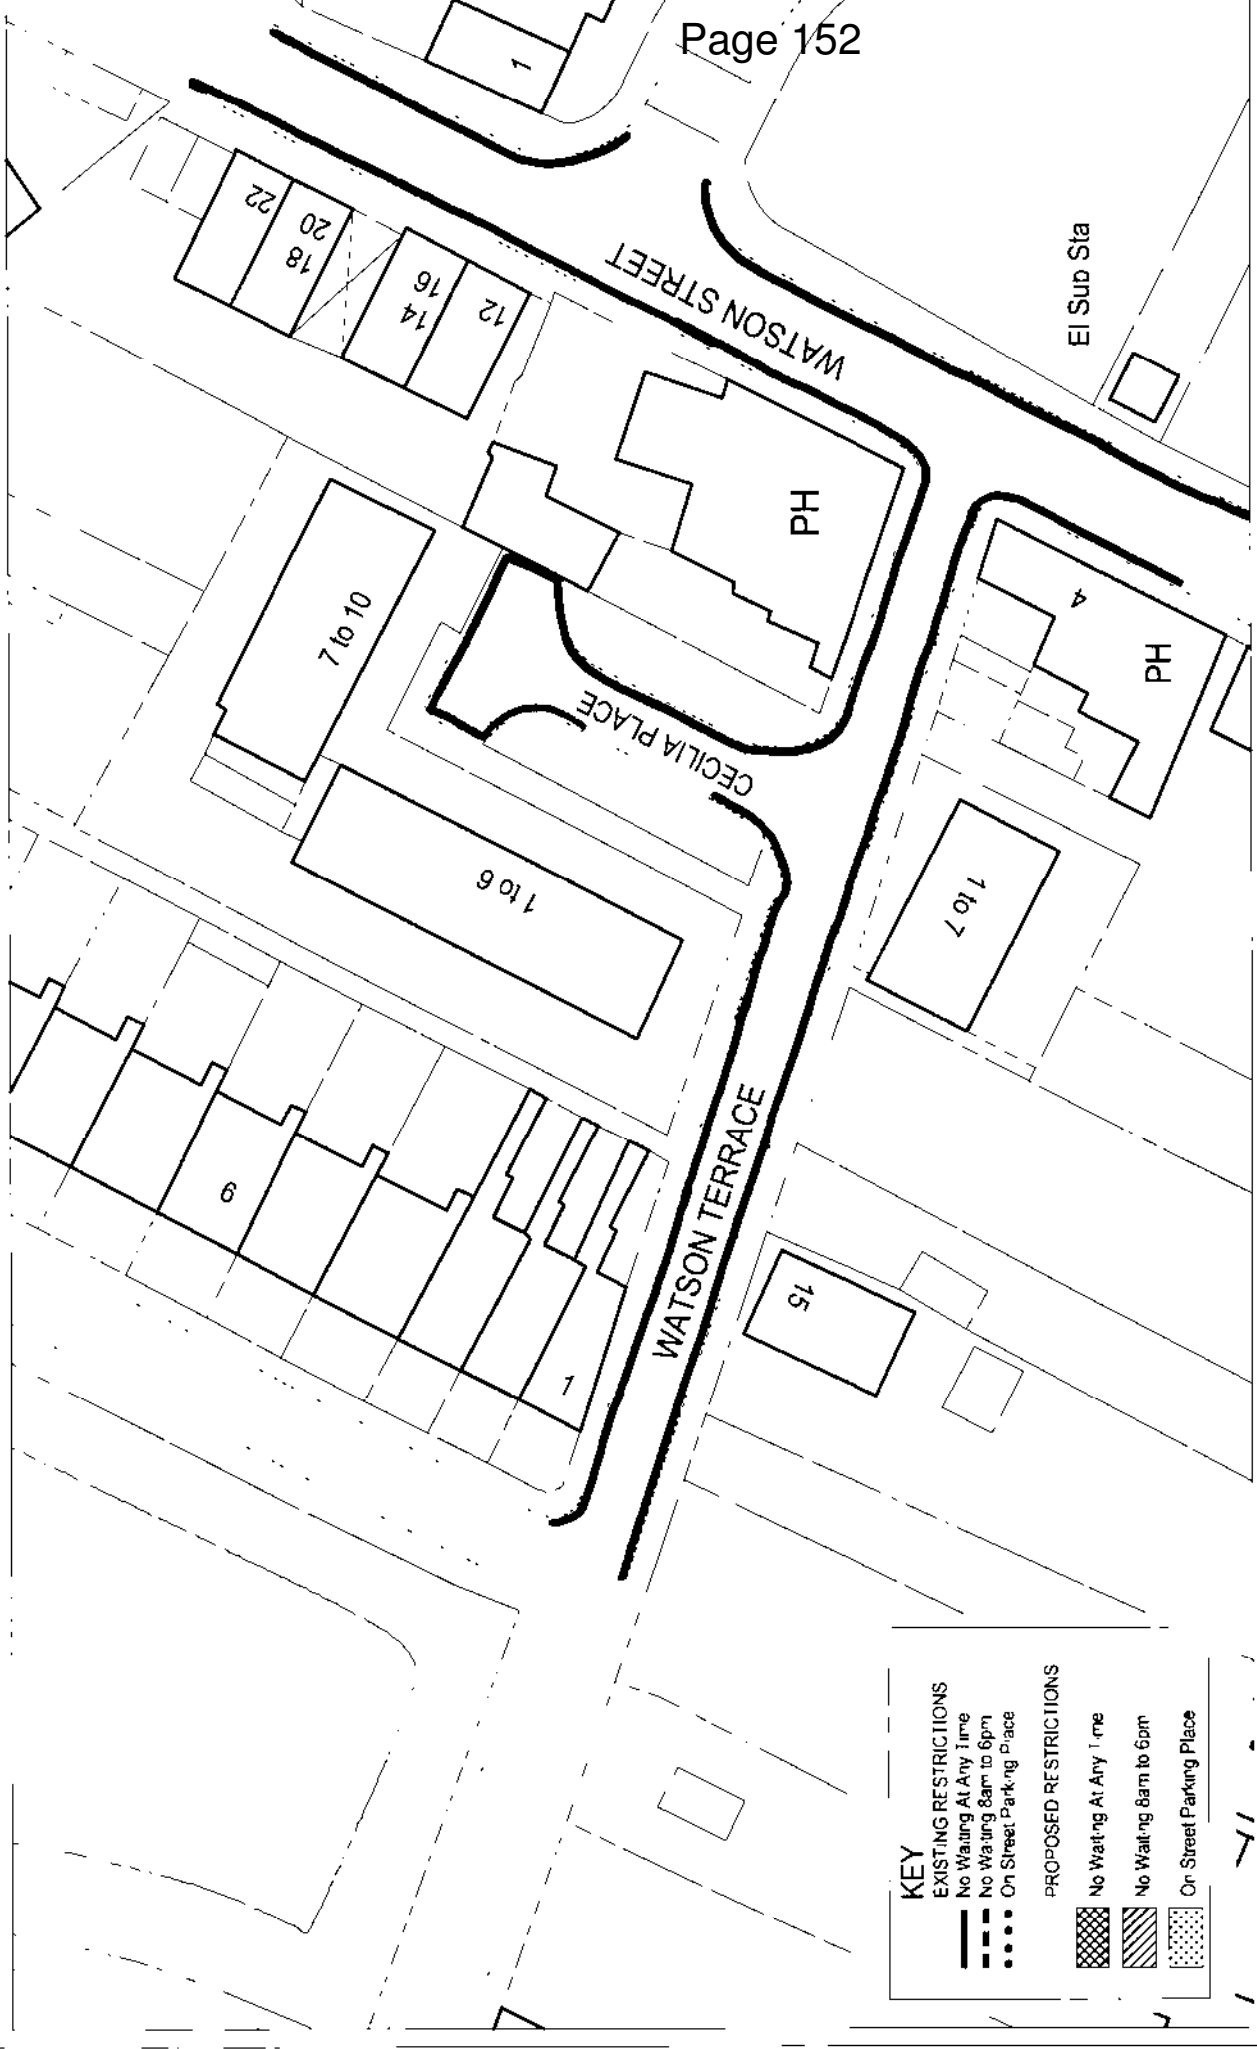 Page 152
1
22
20
18
16
14
12
WATSON STREET
El Sub Sta
PH
7 to 10
CECILIA PLACE
4
PH
1 to 6
1 to 7
9
WATSON TERRACE
15
1
KEY
EXISTING RESTRICTIONS
No Waiting At Any Time
No Waiting 8am to 6pm
On Street Parking Place
PROPOSED RESTRICTIONS
No Waiting At Any Time
No Waiting 8am to 6pm
On Street Parking Place